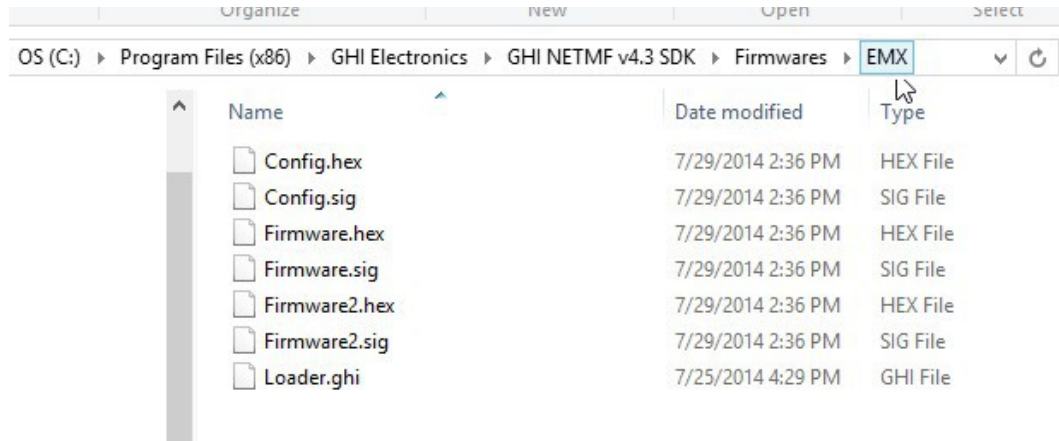 Organize New Open Select
OS (C:) Program Files (x86) GHI Electronics GHI NETMF v4.3 SDK Firmwares EMX
Name Date modified Type
Config.hex 7/29/2014 2:36 PM HEX File
Config.sig 7/29/2014 2:36 PM SIG File
Firmware.hex 7/29/2014 2:36 PM HEX File
Firmware.sig 7/29/2014 2:36 PM SIG File
Firmware2.hex 7/29/2014 2:36 PM HEX File
Firmware2.sig 7/29/2014 2:36 PM SIG File
Loader.ghi 7/25/2014 4:29 PM GHI File